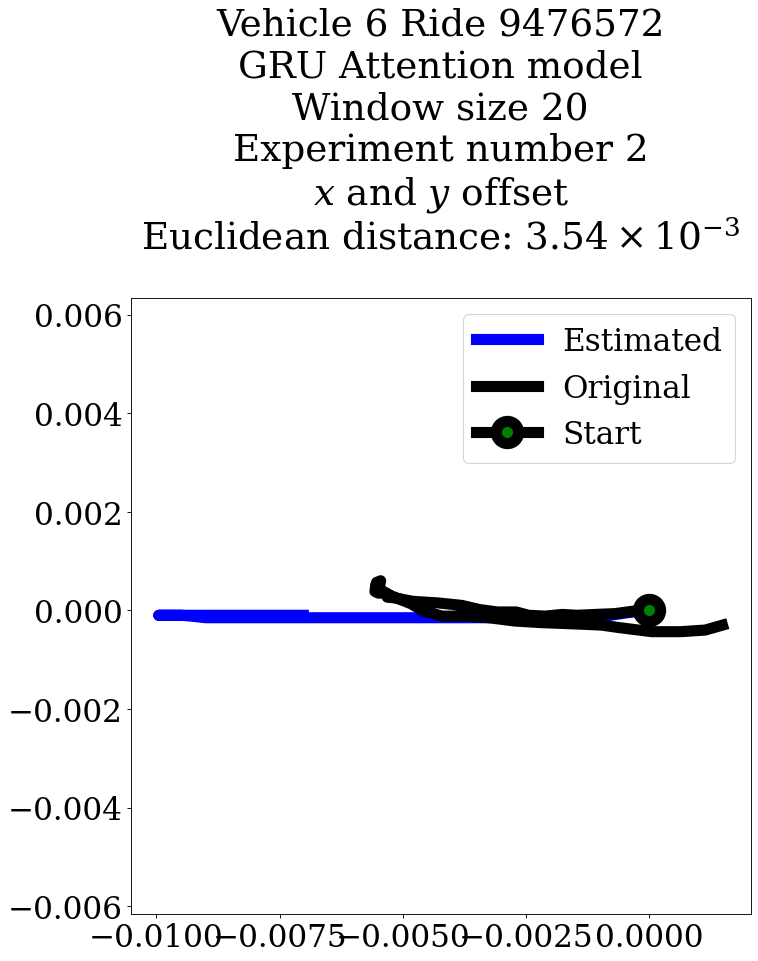 Vehicle 6 Ride 9476572
GRU Attention model
Window size 20
Experiment number 2
x and y offset
Euclidean distance: 3.54 × 10⁻³
Estimated
Original
Start
0.006
0.004
0.002
0.000
−0.002
−0.004
−0.006
−0.0100 −0.0075 −0.0050 −0.0025 0.0000